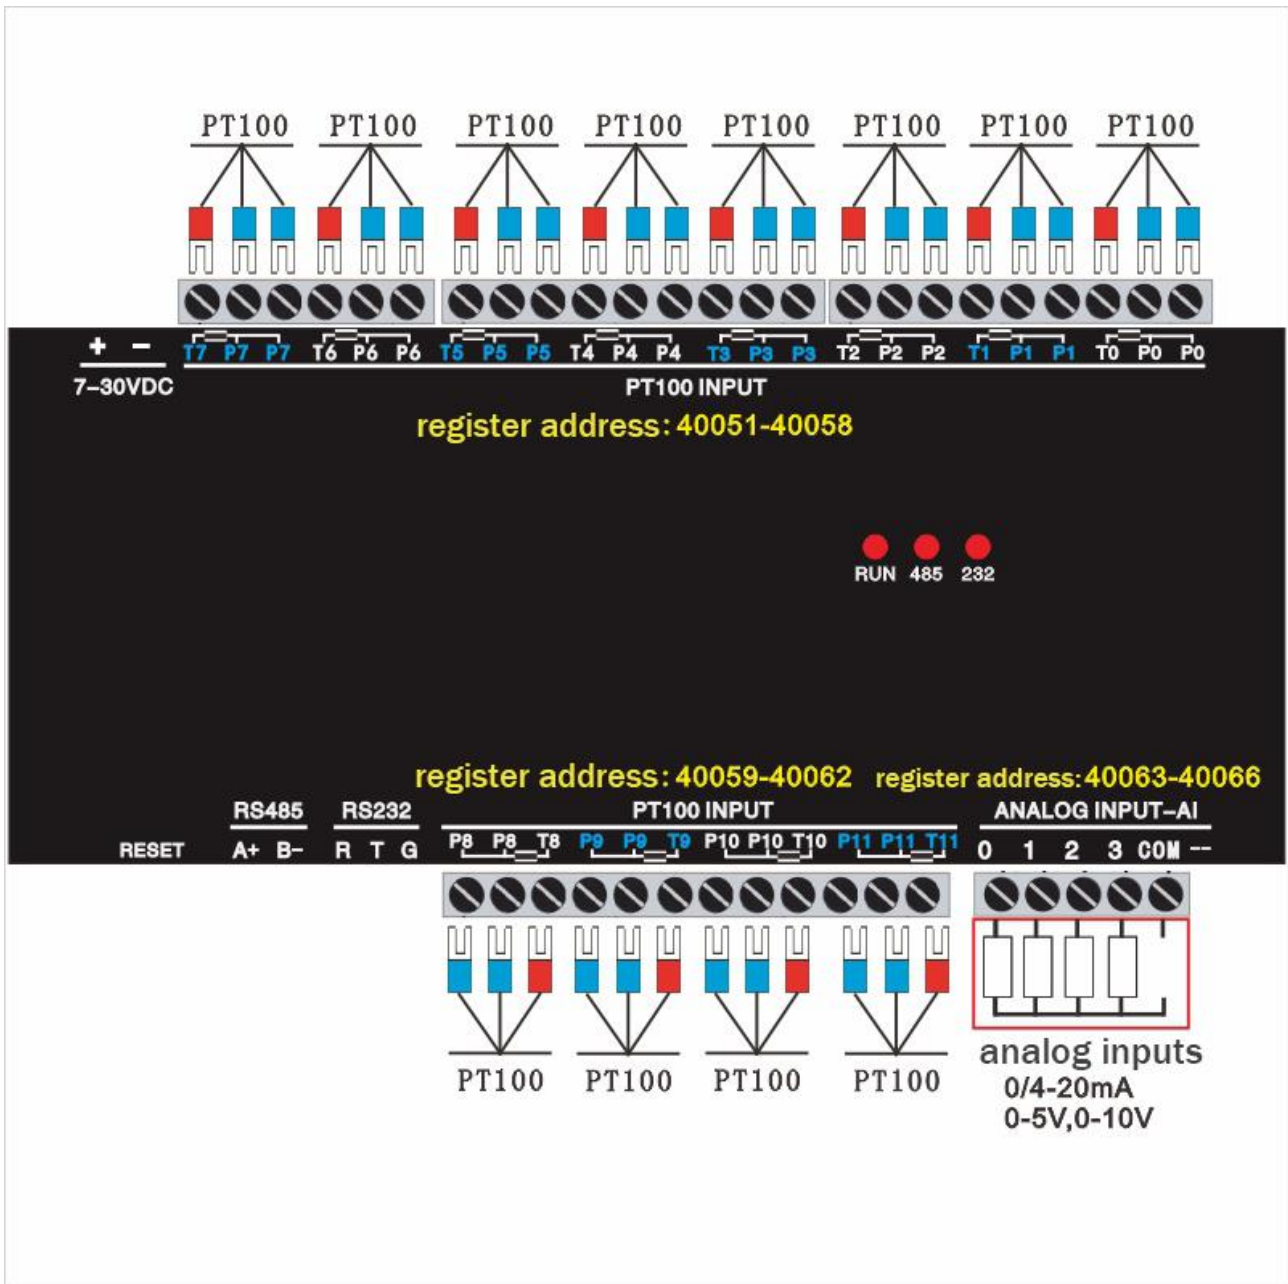 PT100 PT100 PT100 PT100 PT100 PT100 PT100 PT100
+ - T7 P7 P7 T6 P6 P6 T5 P5 P5 T4 P4 P4 T3 P3 P3 T2 P2 P2 T1 P1 P1 T0 P0 P0
7-30VDC PT100 INPUT
register address: 40051-40058
RUN 485 232
register address: 40059-40062 register address: 40063-40066
RS485 RS232 PT100 INPUT ANALOG INPUT-AI
P8 P8 T8 P9 P9 T9 P10 P10 T10 P11 P11 T11
RESET A+ B- R T G 0 1 2 3 COM --
analog inputs
PT100 PT100 PT100 PT100
0/4-20mA
0-5V,0-10V